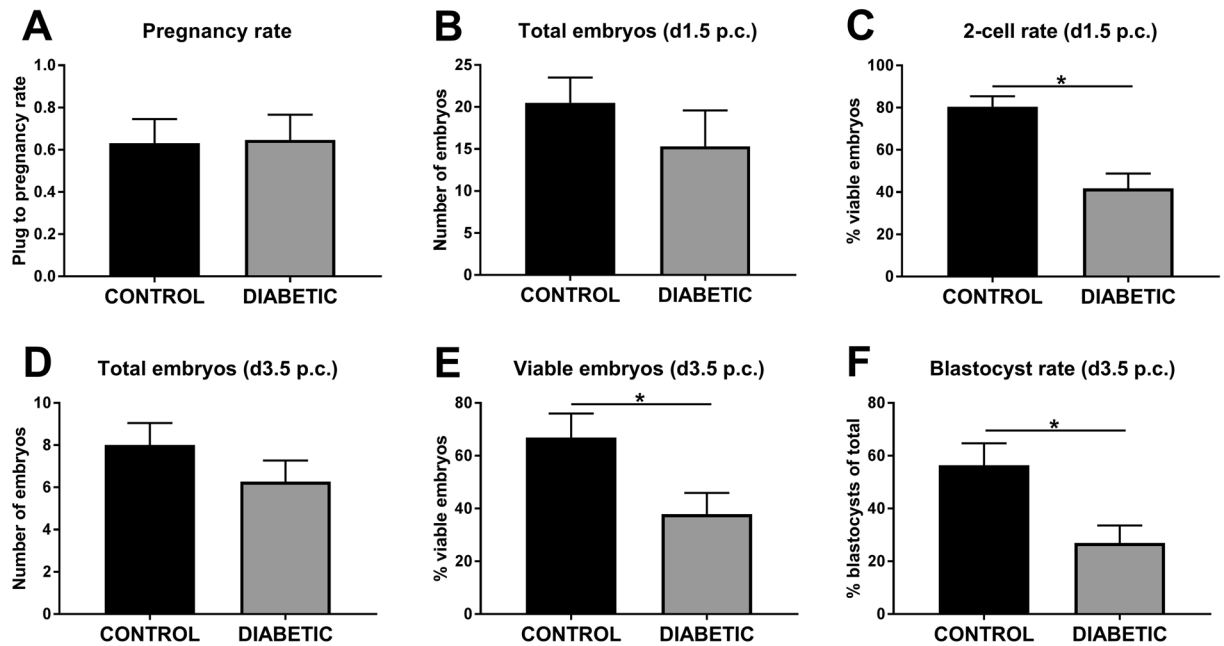 A Pregnancy rate
Plug to pregnancy rate
1.0
0.8
0.6
0.4
0.2
0.0
CONTROL DIABETIC
B Total embryos (d1.5 p.c.)
Number of embryos
25
20
15
10
5
0
CONTROL DIABETIC
C 2-cell rate (d1.5 p.c.)
% viable embryos
100
80
60
40
20
0
*
CONTROL DIABETIC
D Total embryos (d3.5 p.c.)
Number of embryos
10
8
6
4
2
0
CONTROL DIABETIC
E Viable embryos (d3.5 p.c.)
% viable embryos
80
60
40
20
0
*
CONTROL DIABETIC
F Blastocyst rate (d3.5 p.c.)
% blastocysts of total
80
60
40
20
0
*
CONTROL DIABETIC